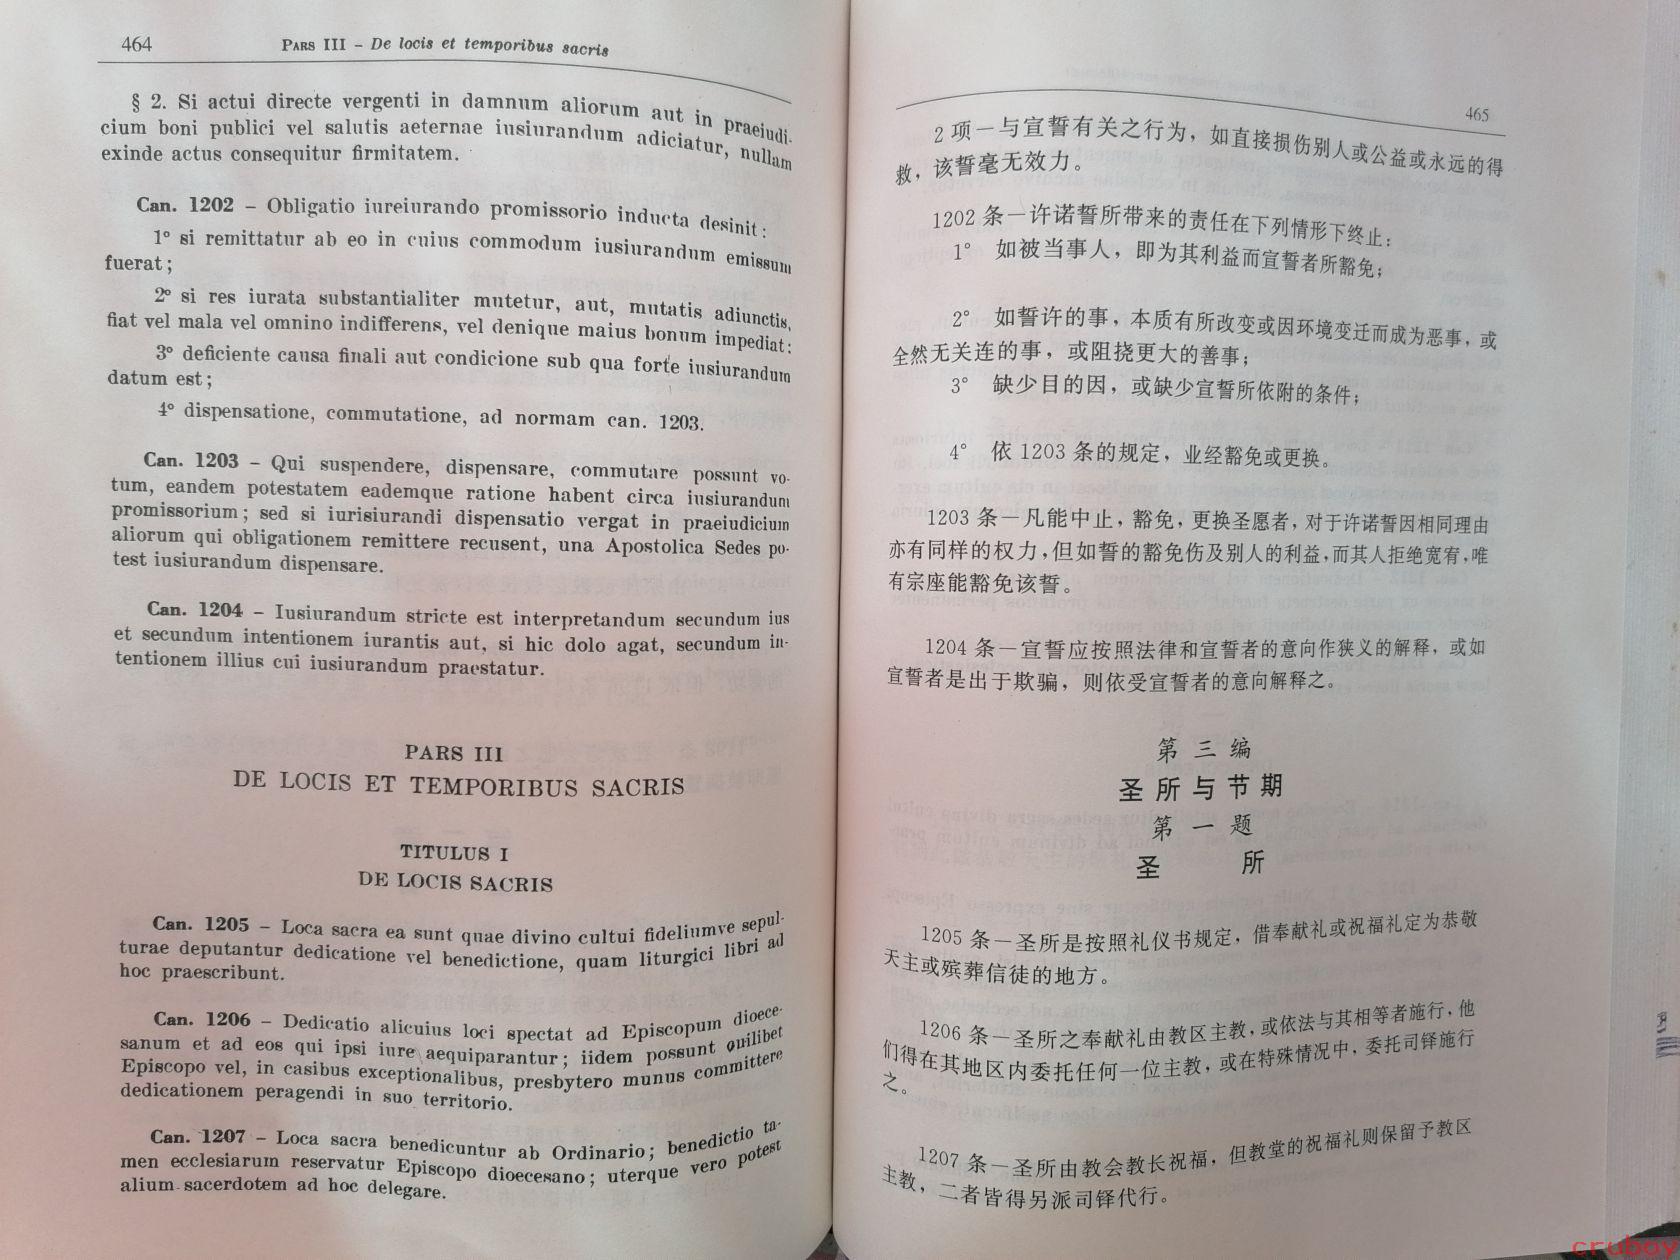 464 PARS III – De locis et temporibus sacris
§ 2. Si actui directe vergenti in damnum aliorum aut in praeiudi-
cium boni publici vel salutis aeternae iusiurandum adiciatur, nullam
exinde actus consequitur firmitatem.
Can. 1202 – Obligatio iureiurando promissorio inducta desinit:
1° si remittatur ab eo in cuius commodum iusiurandum emissum
fuerat;
2° si res iurata substantialiter mutetur, aut, mutatis adiunctis,
fiat vel mala vel omnino indifferens, vel denique maius bonum impediat;
3° deficiente causa finali aut condicione sub qua forte iusiurandum
datum est;
4° dispensatione, commutatione, ad normam can. 1203.
Can. 1203 – Qui suspendere, dispensare, commutare possunt vo-
tum, eandem potestatem eademque ratione habent circa iusiurandum
promissorium; sed si iurisiurandi dispensatio vergat in praeiudicium
aliorum qui obligationem remittere recusent, una Apostolica Sedes po-
test iusiurandum dispensare.
Can. 1204 – Iusiurandum stricte est interpretandum secundum ius
et secundum intentionem iurantis aut, si hic dolo agat, secundum in-
tentionem illius cui iusiurandum praestatur.
PARS III
DE LOCIS ET TEMPORIBUS SACRIS
TITULUS I
DE LOCIS SACRIS
Can. 1205 – Loca sacra ea sunt quae divino cultui fideliumve sepul-
turae deputantur dedicatione vel benedictione, quam liturgici libri ad
hoc praescribunt.
Can. 1206 – Dedicatio alicuius loci spectat ad Episcopum dioece-
sanum et ad eos qui ipsi iure aequiparantur; iidem possunt quilibet
Episcopo vel, in casibus exceptionalibus, presbytero munus committere
dedicationem peragendi in suo territorio.
Can. 1207 – Loca sacra benedicuntur ab Ordinario; benedictio ta-
men ecclesiarum reservatur Episcopo dioecesano; uterque vero potest
alium sacerdotem ad hoc delegare.
465
2 项－与宣誓有关之行为，如直接损伤别人或公益或永远的得
救，该誓毫无效力。
1202 条－许诺誓所带来的责任在下列情形下终止：
1° 如被当事人，即为其利益而宣誓者所豁免；
2° 如誓许的事，本质有所改变或因环境变迁而成为恶事，或
全然无关连的事，或阻挠更大的善事；
3° 缺少目的因，或缺少宣誓所依附的条件；
4° 依 1203 条的规定，业经豁免或更换。
1203 条－凡能中止，豁免，更换圣愿者，对于许诺誓因相同理由
亦有同样的权力，但如誓的豁免伤及别人的利益，而其人拒绝宽宥，唯
有宗座能豁免该誓。
1204 条－宣誓应按照法律和宣誓者的意向作狭义的解释，或如
宣誓者是出于欺骗，则依受宣誓者的意向解释之。
第 三 编
圣 所 与 节 期
第 一 题
圣 所
1205 条－圣所是按照礼仪书规定，借奉献礼或祝福礼定为恭敬
天主或殡葬信徒的地方。
1206 条－圣所之奉献礼由教区主教，或依法与其相等者施行，他
们得在其地区内委托任何一位主教，或在特殊情况中，委托司铎施行
之。
1207 条－圣所由教会教长祝福，但教堂的祝福礼则保留予教区
主教，二者皆得另派司铎代行。
cruboy